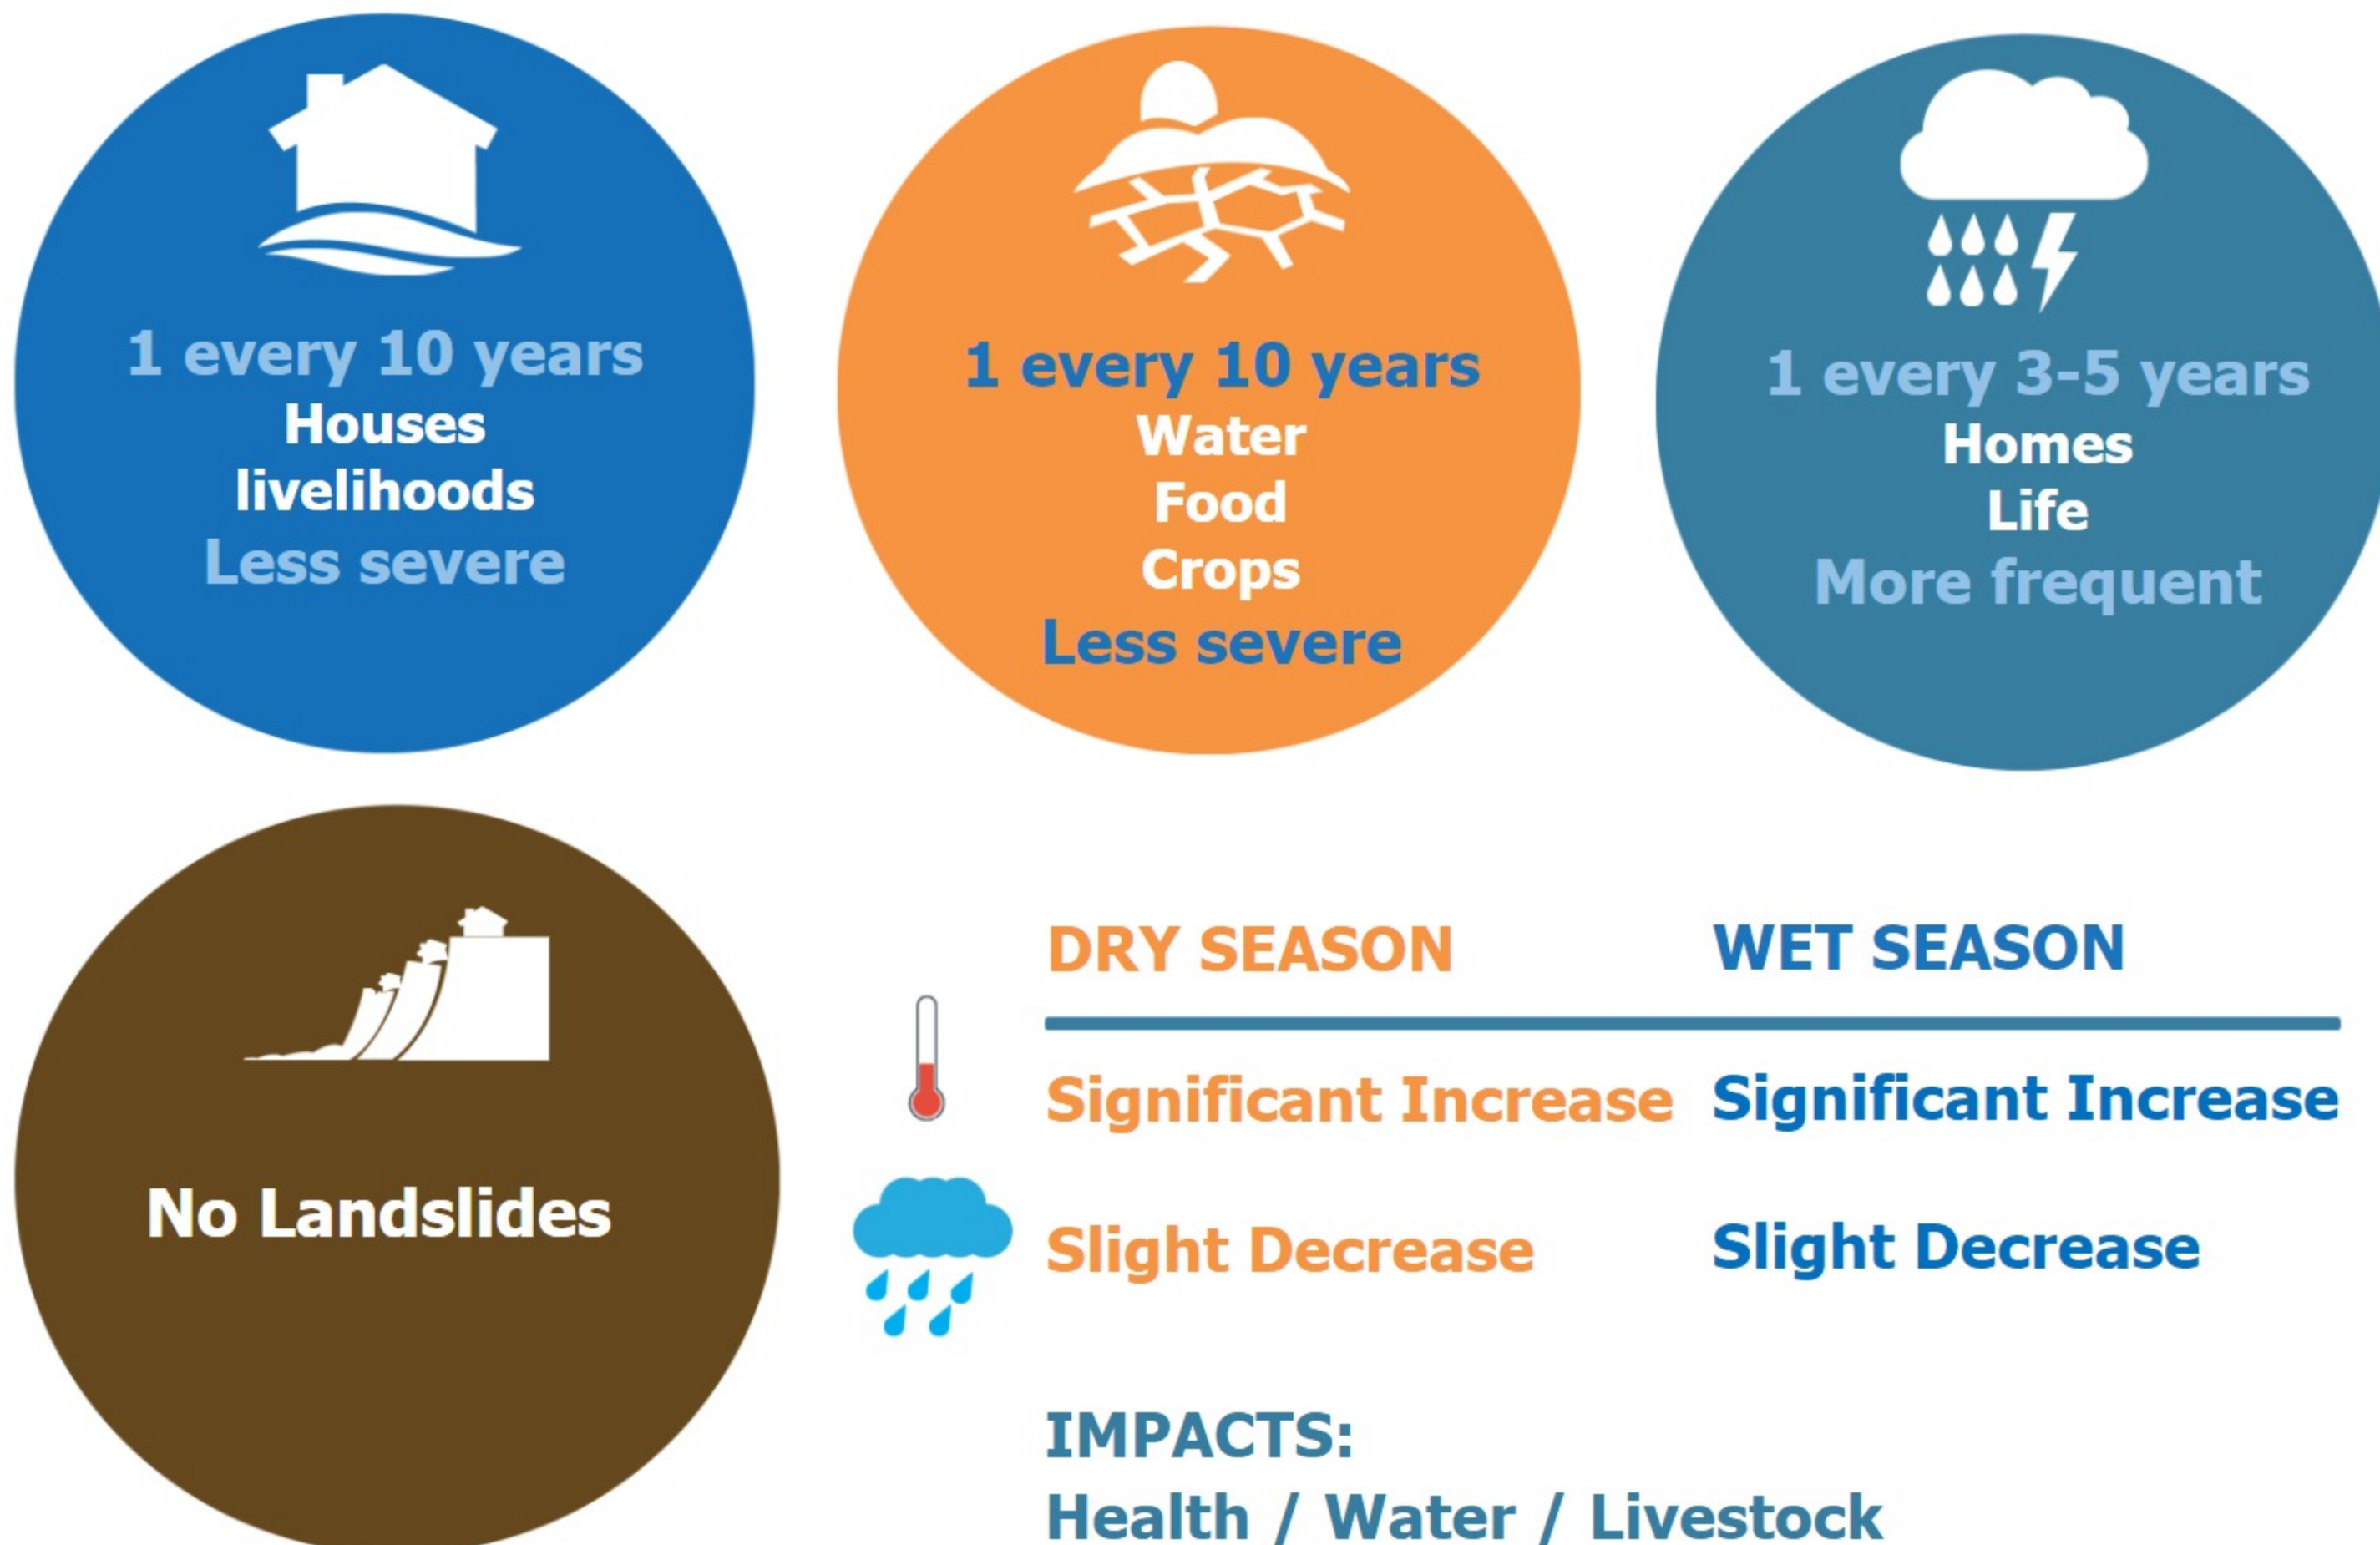 1 every 10 years
Houses
livelihoods
Less severe
1 every 10 years
Water
Food
Crops
Less severe
1 every 3-5 years
Homes
Life
More frequent
No Landslides
DRY SEASON
WET SEASON
Significant Increase
Significant Increase
Slight Decrease
Slight Decrease
IMPACTS:
Health / Water / Livestock